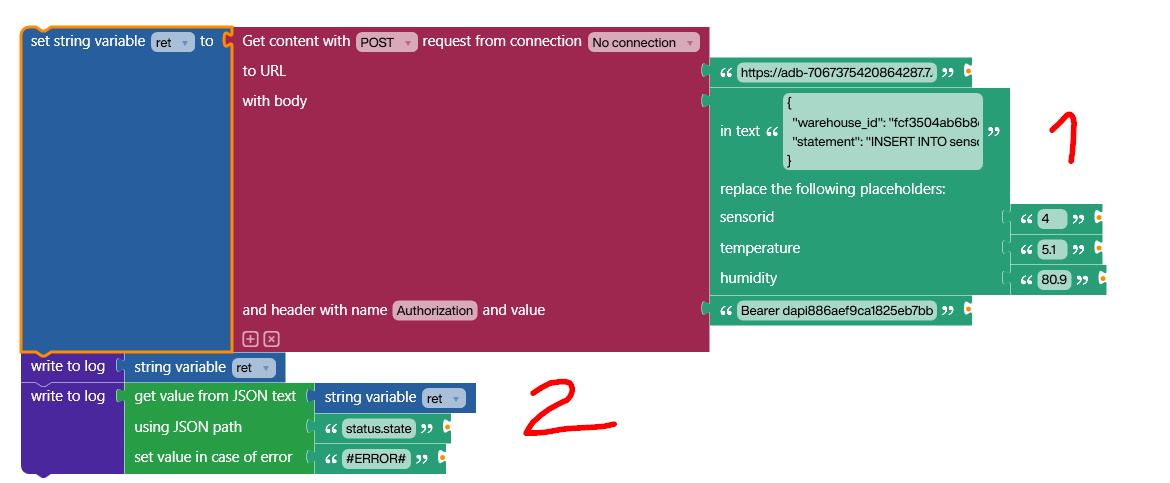 set string variable ret to Get content with POST request from connection No connection
to URL “ https://adb-7067375420864287.7. ”
with body
in text “ {
"warehouse_id": "fcf3504ab6b8
"statement": "INSERT INTO senso
} ”
1
replace the following placeholders:
sensorid “ 4 ”
temperature “ 5.1 ”
humidity “ 80.9 ”
and header with name Authorization and value “ Bearer dapi886aef9ca1825eb7bb ”
write to log string variable ret
write to log get value from JSON text string variable ret
using JSON path “ status.state ”
set value in case of error “ #ERROR# ”
2